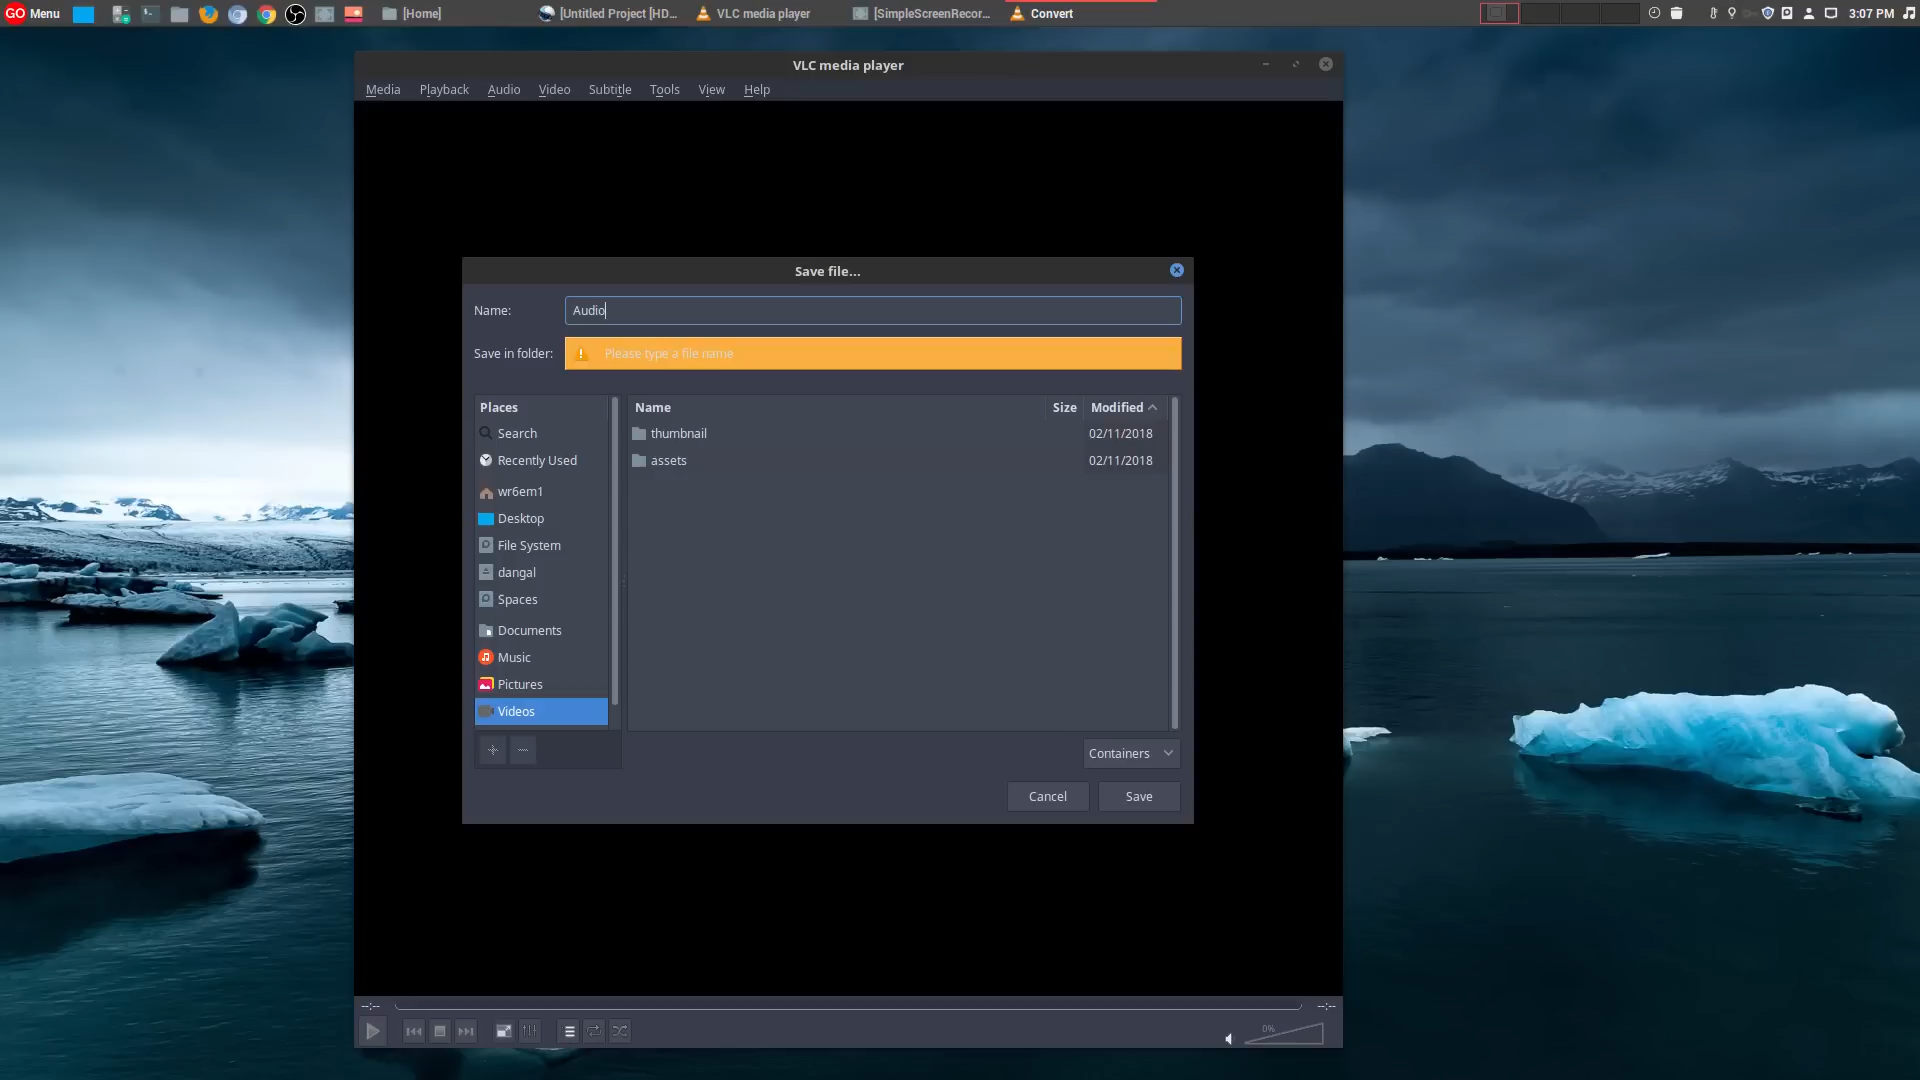 GO Menu
[Home]
[Untitled Project [HD...
VLC media player
[SimpleScreenRecor...
Convert
3:07 PM
VLC media player
Media Playback Audio Video Subtitle Tools View Help
Save file...
Name: Audio
Save in folder: Please type a file name
Places
Search
Recently Used
wr6em1
Desktop
File System
dangal
Spaces
Documents
Music
Pictures
Videos
Name Size Modified
thumbnail 02/11/2018
assets 02/11/2018
Containers
Cancel Save
--:-- --:--
0%